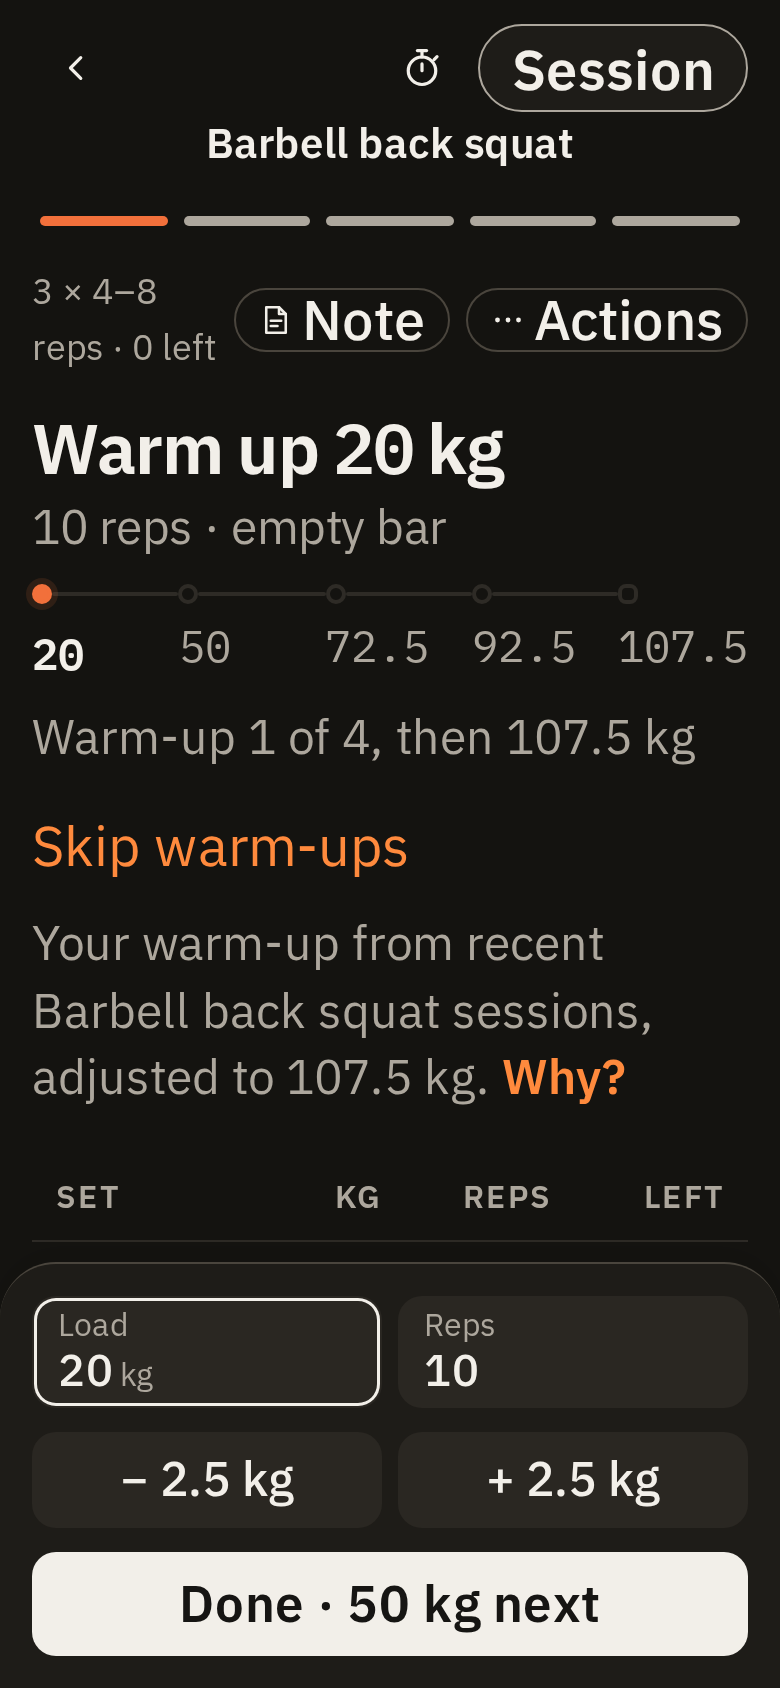 Session
Barbell back squat
3 × 4–8
reps · 0 left
Note
··· Actions
Warm up 20 kg
10 reps · empty bar
20 50 72.5 92.5 107.5
Warm-up 1 of 4, then 107.5 kg
Skip warm-ups
Your warm-up from recent
Barbell back squat sessions,
adjusted to 107.5 kg. Why?
SET KG REPS LEFT
Load Reps
20 kg 10
− 2.5 kg + 2.5 kg
Done · 50 kg next